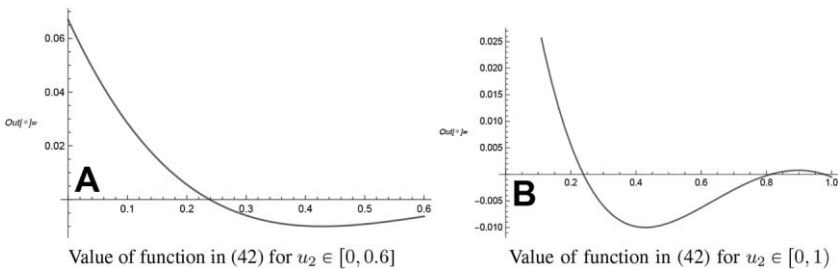 0.06
0.04
0.02
Out[•]=
A
0.1 0.2 0.3 0.4 0.5 0.6
Value of function in (42) for u₂ ∈ [0, 0.6]
0.025
0.020
0.015
0.010
0.005
-0.005
-0.010
Out[•]=
B
0.2 0.4 0.6 0.8 1.0
Value of function in (42) for u₂ ∈ [0, 1)